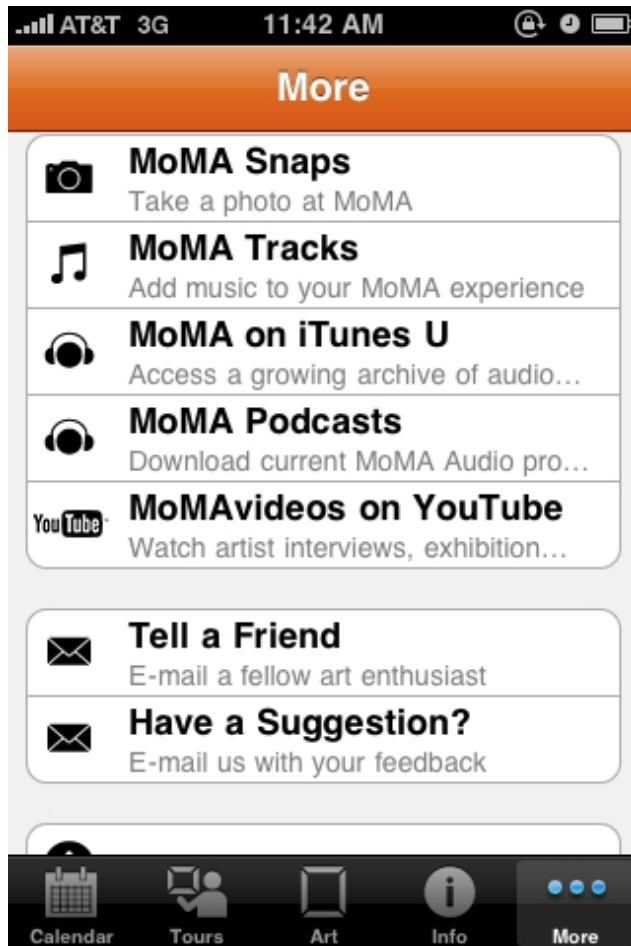 AT&T 3G 11:42 AM
More
MoMA Snaps
Take a photo at MoMA
MoMA Tracks
Add music to your MoMA experience
MoMA on iTunes U
Access a growing archive of audio...
MoMA Podcasts
Download current MoMA Audio pro...
YouTube
MoMAvideos on YouTube
Watch artist interviews, exhibition...
Tell a Friend
E-mail a fellow art enthusiast
Have a Suggestion?
E-mail us with your feedback
Calendar Tours Art Info More